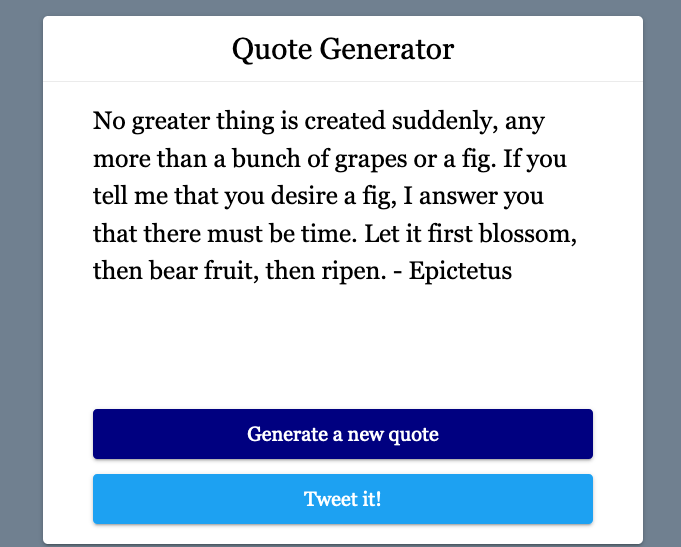 Quote Generator
No greater thing is created suddenly, any
more than a bunch of grapes or a fig. If you
tell me that you desire a fig, I answer you
that there must be time. Let it first blossom,
then bear fruit, then ripen. - Epictetus
Generate a new quote
Tweet it!